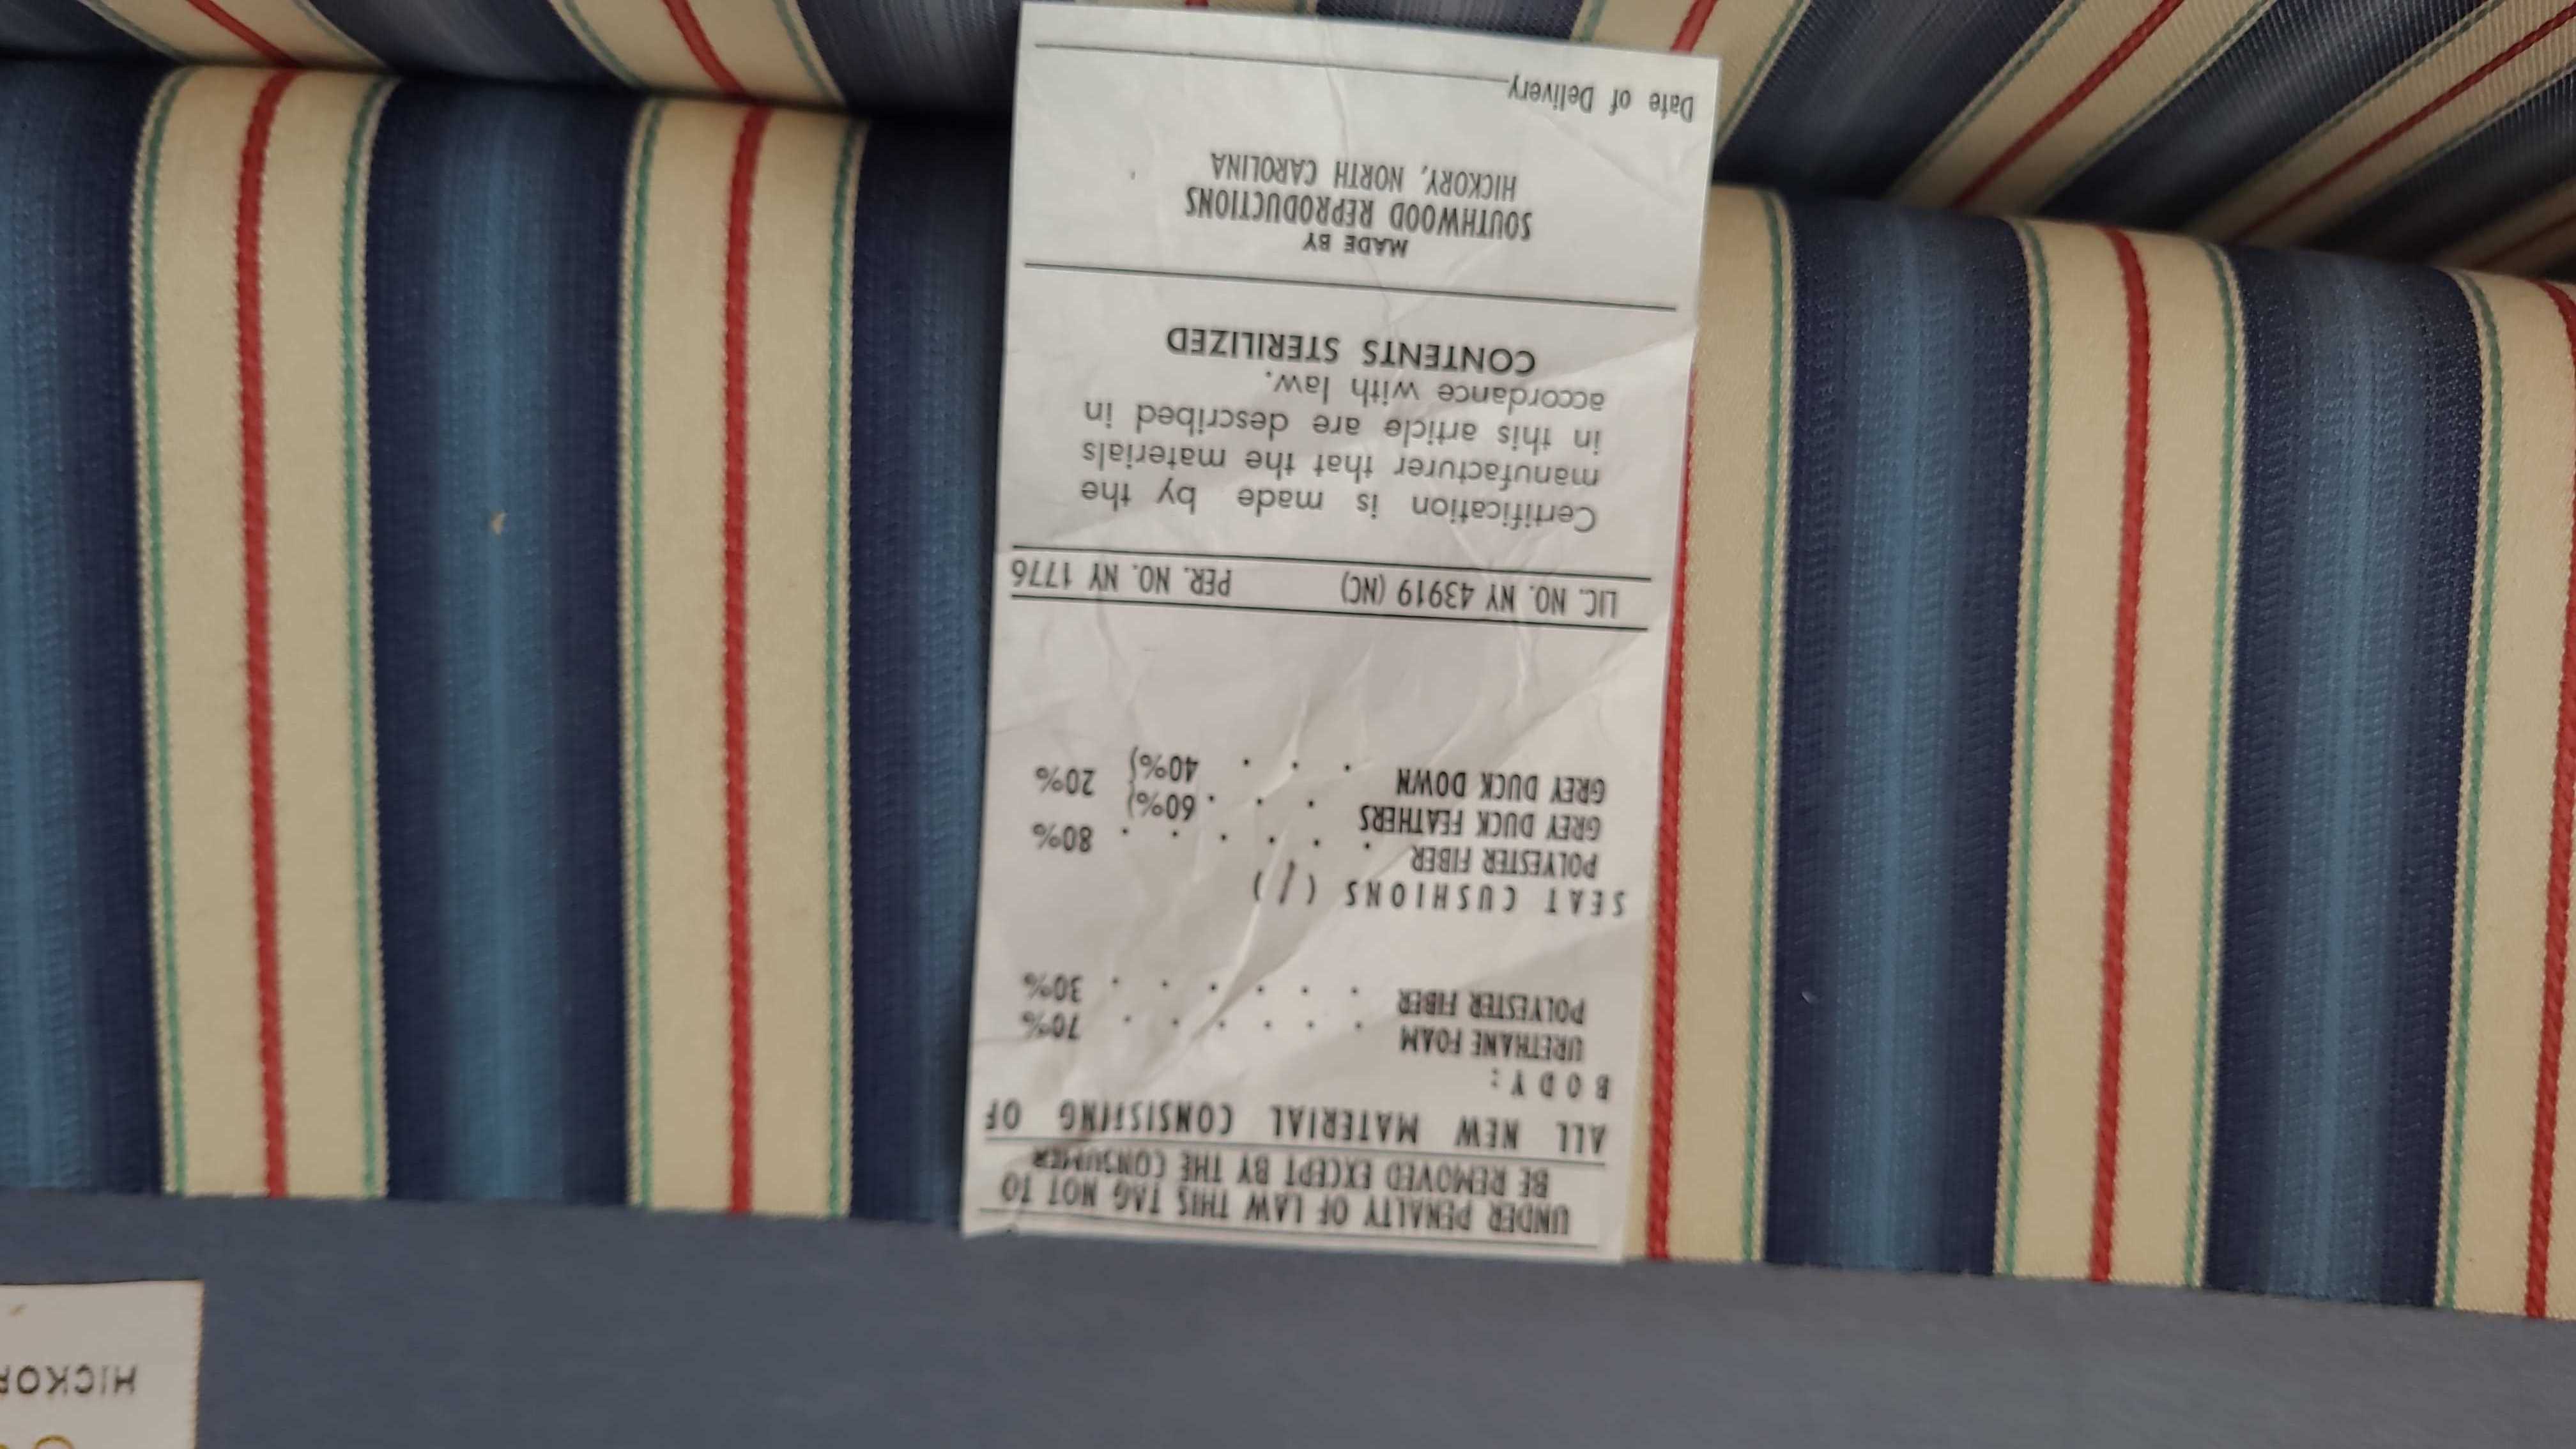 UNDER PENALTY OF LAW THIS TAG NOT TO
BE REMOVED EXCEPT BY THE CONSUMER
ALL NEW MATERIAL CONSISTING OF
BODY:
URETHANE FOAM . . . . . . 70%
POLYESTER FIBER . . . . . . 30%
SEAT CUSHIONS (1)
POLYESTER FIBER . . . . . . 80%
GREY DUCK FEATHERS . . . 60%}
GREY DUCK DOWN . . . 40%} 20%
LIC. NO. NY 43919 (NC) PER. NO. NY 1776
Certification is made by the
manufacturer that the materials
in this article are described in
accordance with law.
CONTENTS STERILIZED
MADE BY
SOUTHWOOD REPRODUCTIONS
HICKORY, NORTH CAROLINA
Date of Delivery
HICKOR